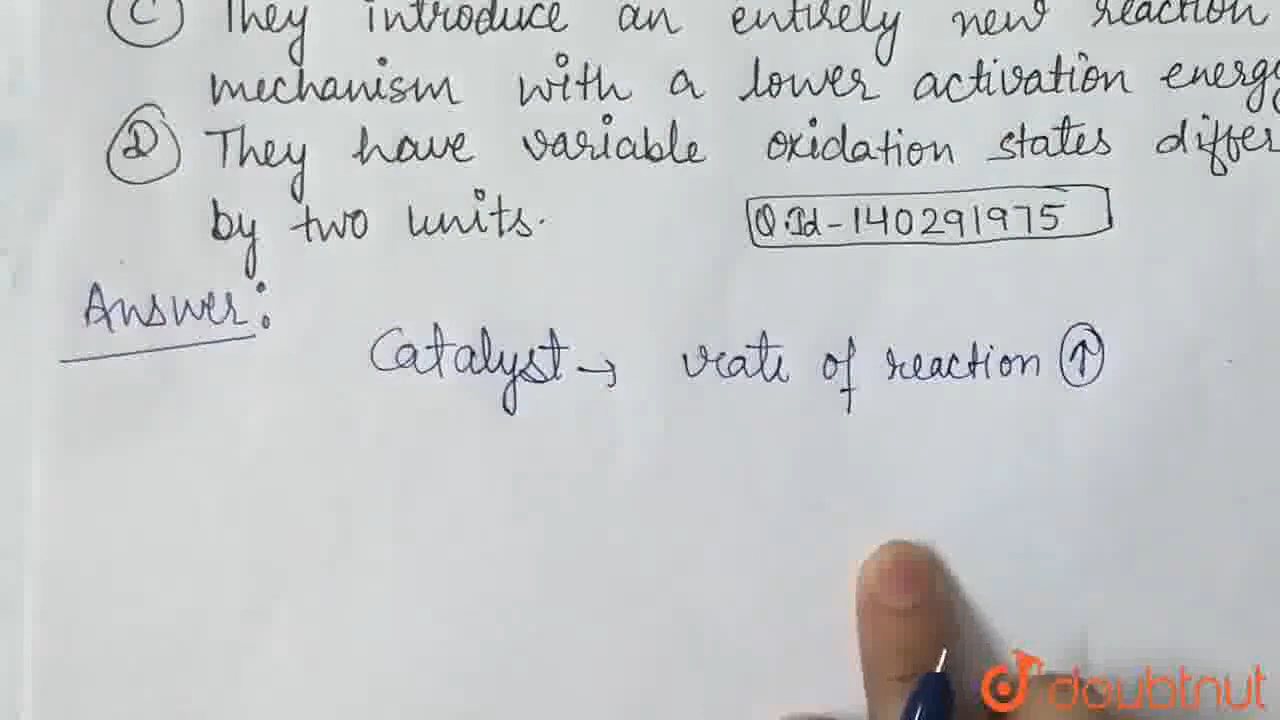 (C) They introduce an entirely new reaction
mechanism with a lower activation energy
(D) They have variable oxidation states differ
by two units.
Q.Id-140291975
Answer:
Catalyst → rate of reaction ↑
doubtnut